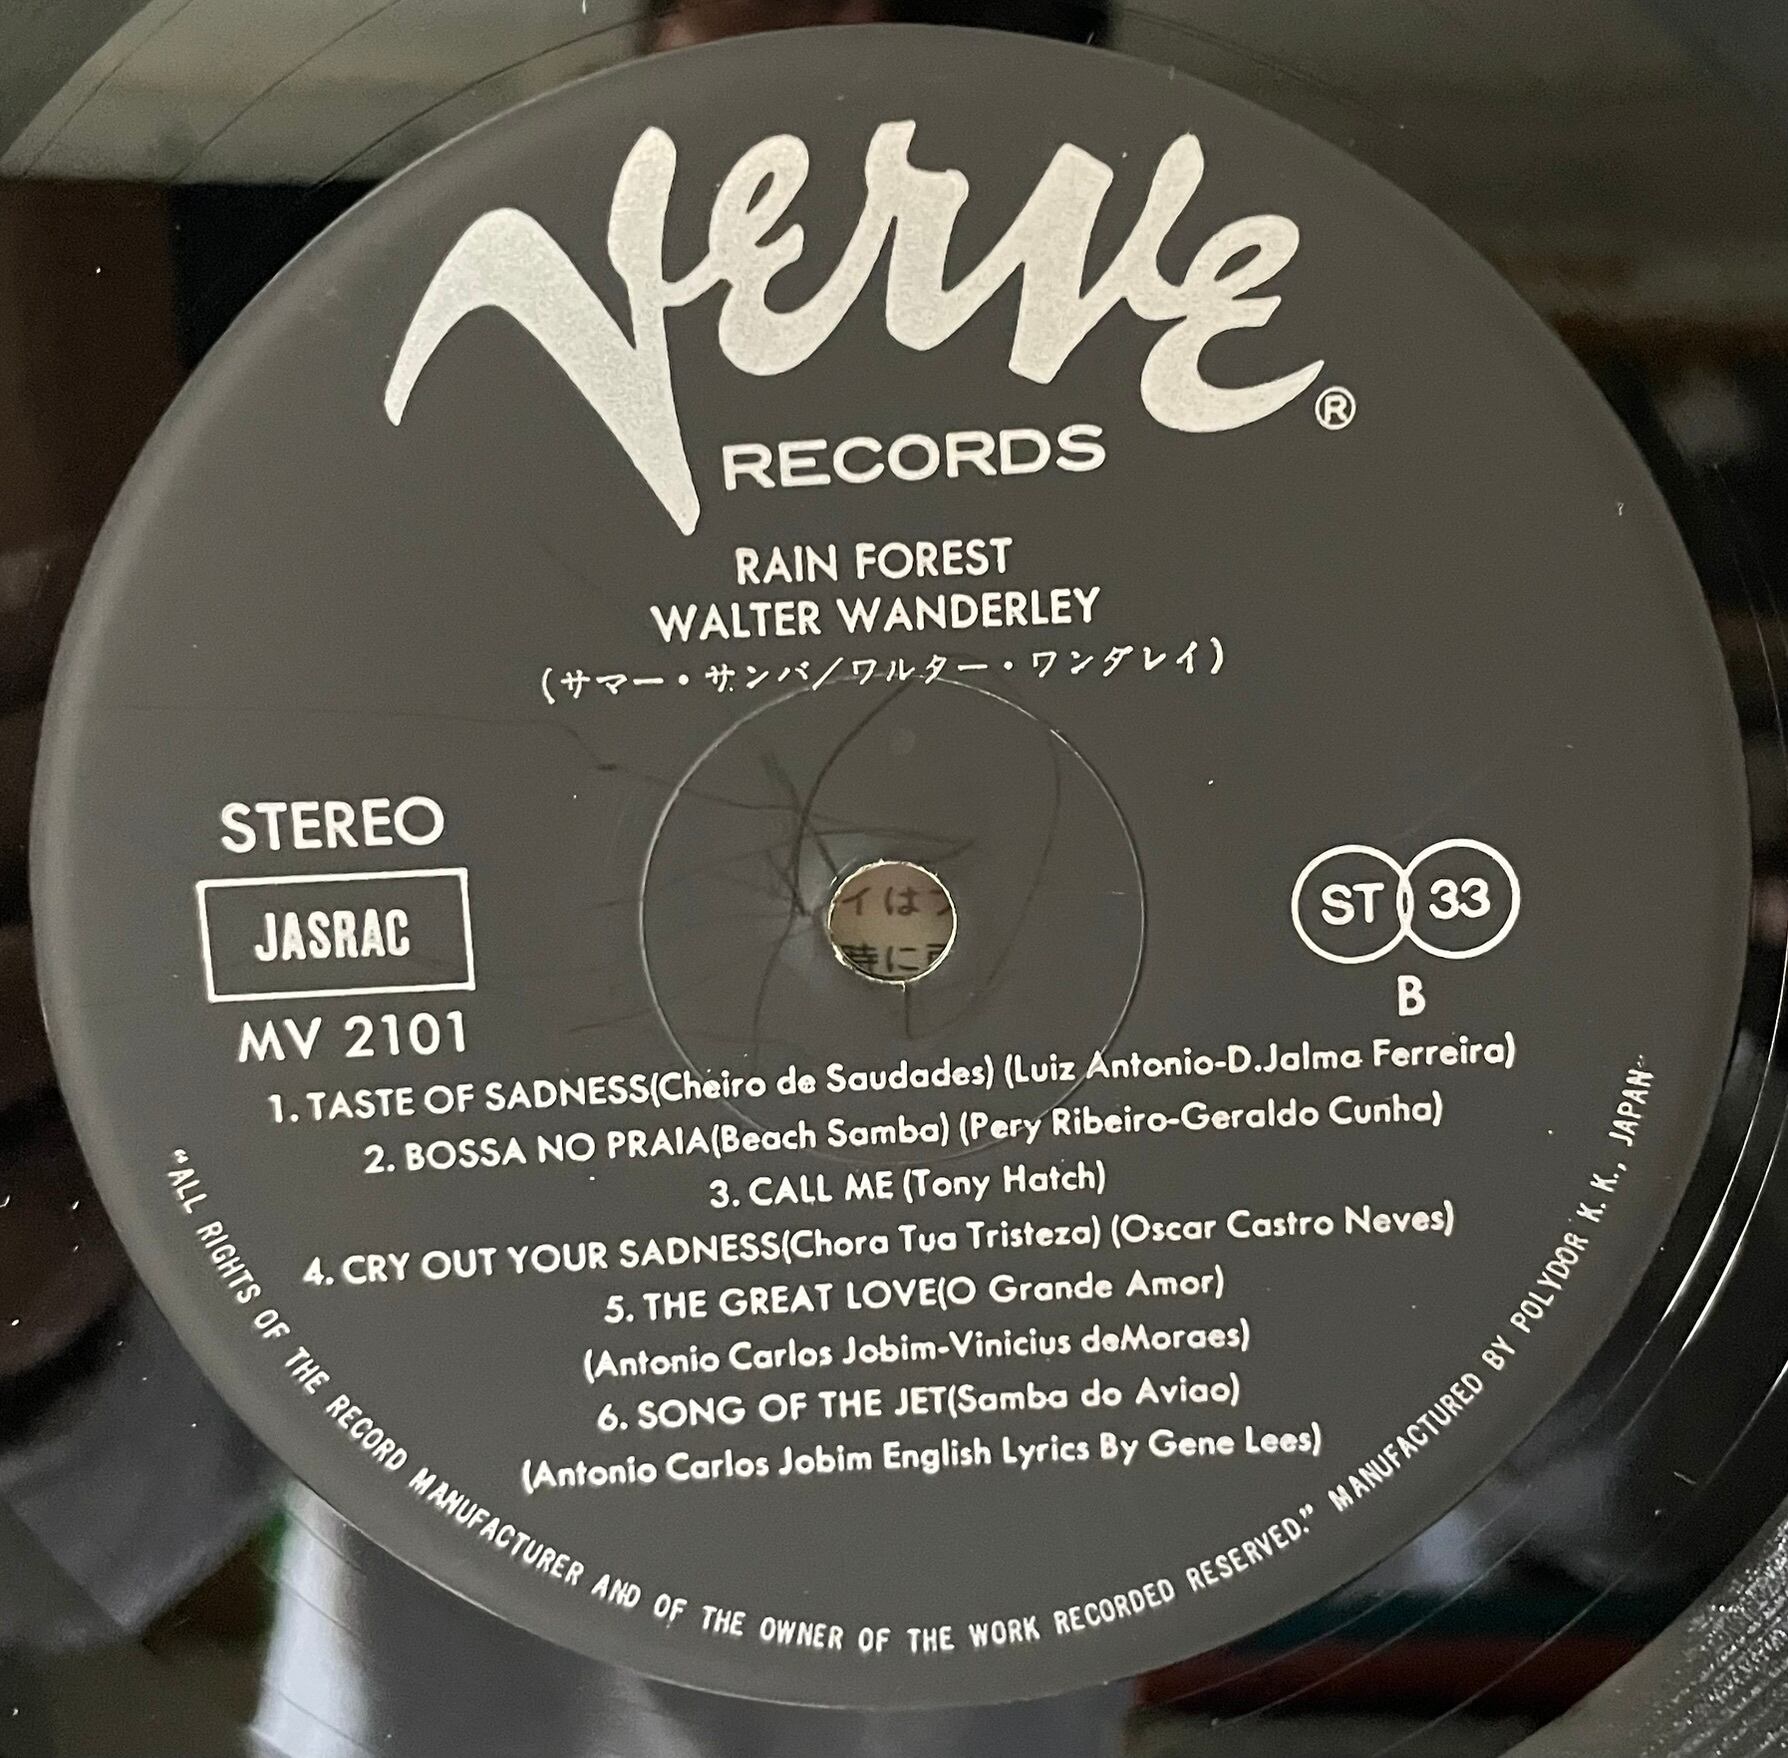 Verve
RECORDS ®
RAIN FOREST
WALTER WANDERLEY
(サマー・サンバ/ワルター・ワンダレイ)
STEREO
JASRAC
MV 2101
ST 33
B
イは
時に
1. TASTE OF SADNESS(Cheiro de Saudades) (Luiz Antonio-D.Jalma Ferreira)
2. BOSSA NO PRAIA(Beach Samba) (Pery Ribeiro-Geraldo Cunha)
3. CALL ME (Tony Hatch)
4. CRY OUT YOUR SADNESS(Chora Tua Tristeza) (Oscar Castro Neves)
5. THE GREAT LOVE(O Grande Amor)
(Antonio Carlos Jobim-Vinicius deMoraes)
6. SONG OF THE JET(Samba do Aviao)
(Antonio Carlos Jobim English Lyrics By Gene Lees)
"ALL RIGHTS OF THE RECORD MANUFACTURER AND OF THE OWNER OF THE WORK RECORDED RESERVED." MANUFACTURED BY POLYDOR K. K., JAPAN